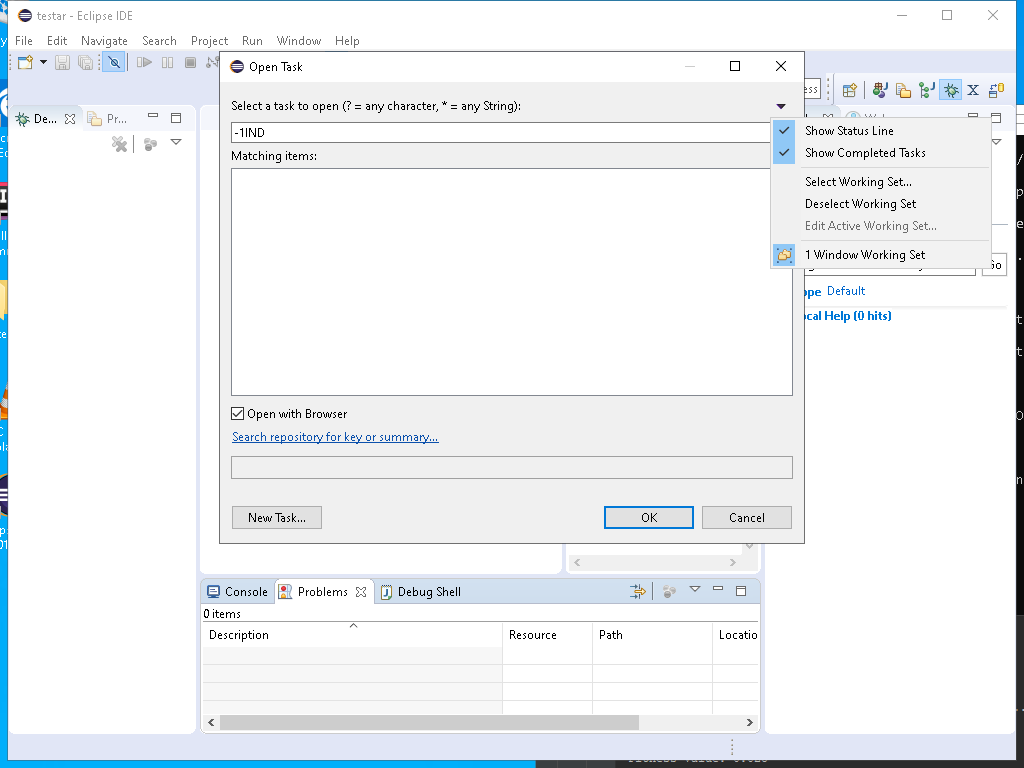 testar - Eclipse IDE
File Edit Navigate Search Project Run Window Help
Open Task
Select a task to open (? = any character, * = any String):
-1IND
Matching items:
Show Status Line
Show Completed Tasks
Select Working Set...
Deselect Working Set
Edit Active Working Set...
1 Window Working Set
De...
Pr...
Default
cal Help (0 hits)
Open with Browser
Search repository for key or summary...
New Task...
OK
Cancel
Console
Problems
Debug Shell
0 items
Description
Resource
Path
Locatio